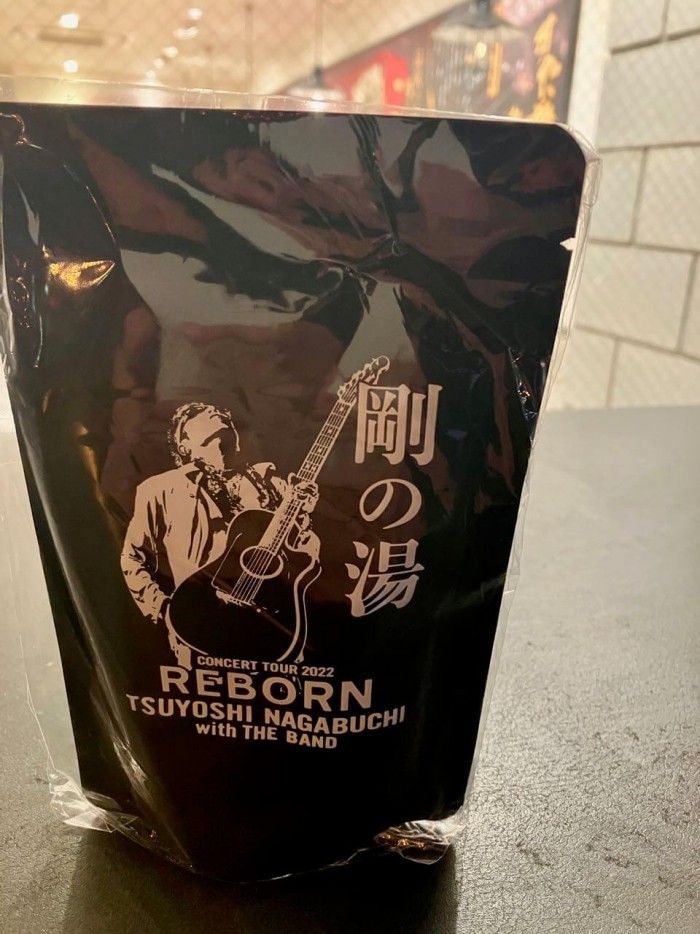 剛の湯
CONCERT TOUR 2022
REBORN
TSUYOSHI NAGABUCHI
with THE BAND